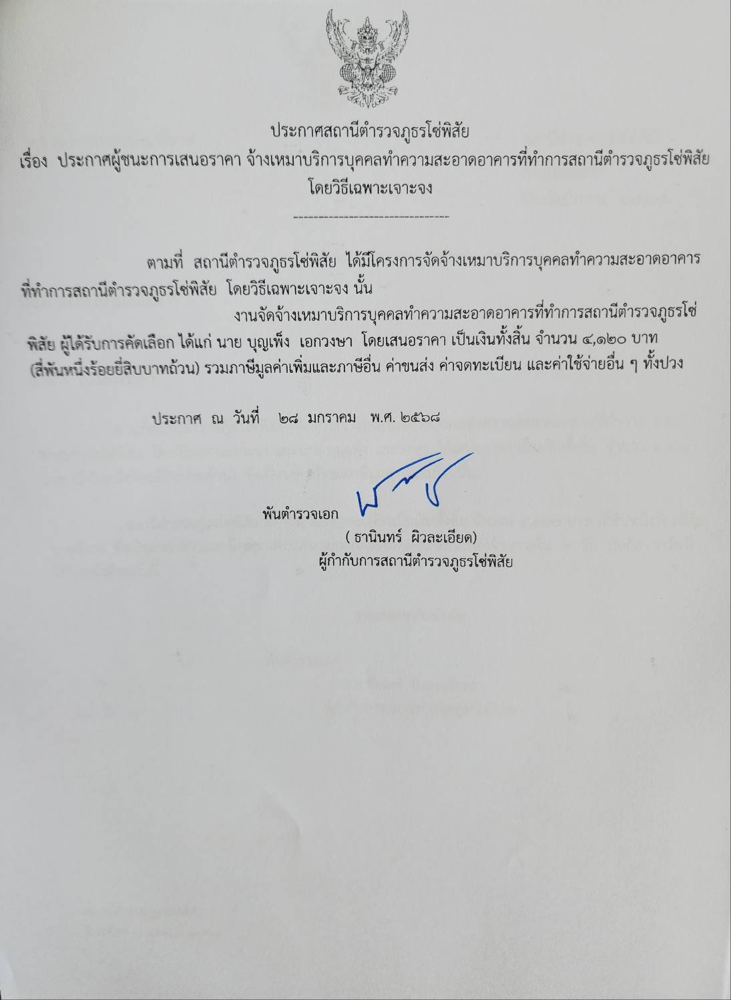 ประกาศสถานีตำรวจภูธรโซ่พิสัย
เรื่อง ประกาศผู้ชนะการเสนอราคา จ้างเหมาบริการบุคคลทำความสะอาดอาคารที่ทำการสถานีตำรวจภูธรโซ่พิสัย
โดยวิธีเฉพาะเจาะจง
--------------------------------
ตามที่ สถานีตำรวจภูธรโซ่พิสัย ได้มีโครงการจัดจ้างเหมาบริการบุคคลทำความสะอาดอาคาร
ที่ทำการสถานีตำรวจภูธรโซ่พิสัย โดยวิธีเฉพาะเจาะจง นั้น
งานจัดจ้างเหมาบริการบุคคลทำความสะอาดอาคารที่ทำการสถานีตำรวจภูธรโซ่
พิสัย ผู้ได้รับการคัดเลือก ได้แก่ นาย บุญเพ็ง เอกวงษา โดยเสนอราคา เป็นเงินทั้งสิ้น จำนวน ๔,๑๒๐ บาท
(สี่พันหนึ่งร้อยยี่สิบบาทถ้วน) รวมภาษีมูลค่าเพิ่มและภาษีอื่น ค่าขนส่ง ค่าจดทะเบียน และค่าใช้จ่ายอื่น ๆ ทั้งปวง
ประกาศ ณ วันที่ ๒๘ มกราคม พ.ศ. ๒๕๖๘
พันตำรวจเอก
( ธานินทร์ ผิวละเอียด)
ผู้กำกับการสถานีตำรวจภูธรโซ่พิสัย